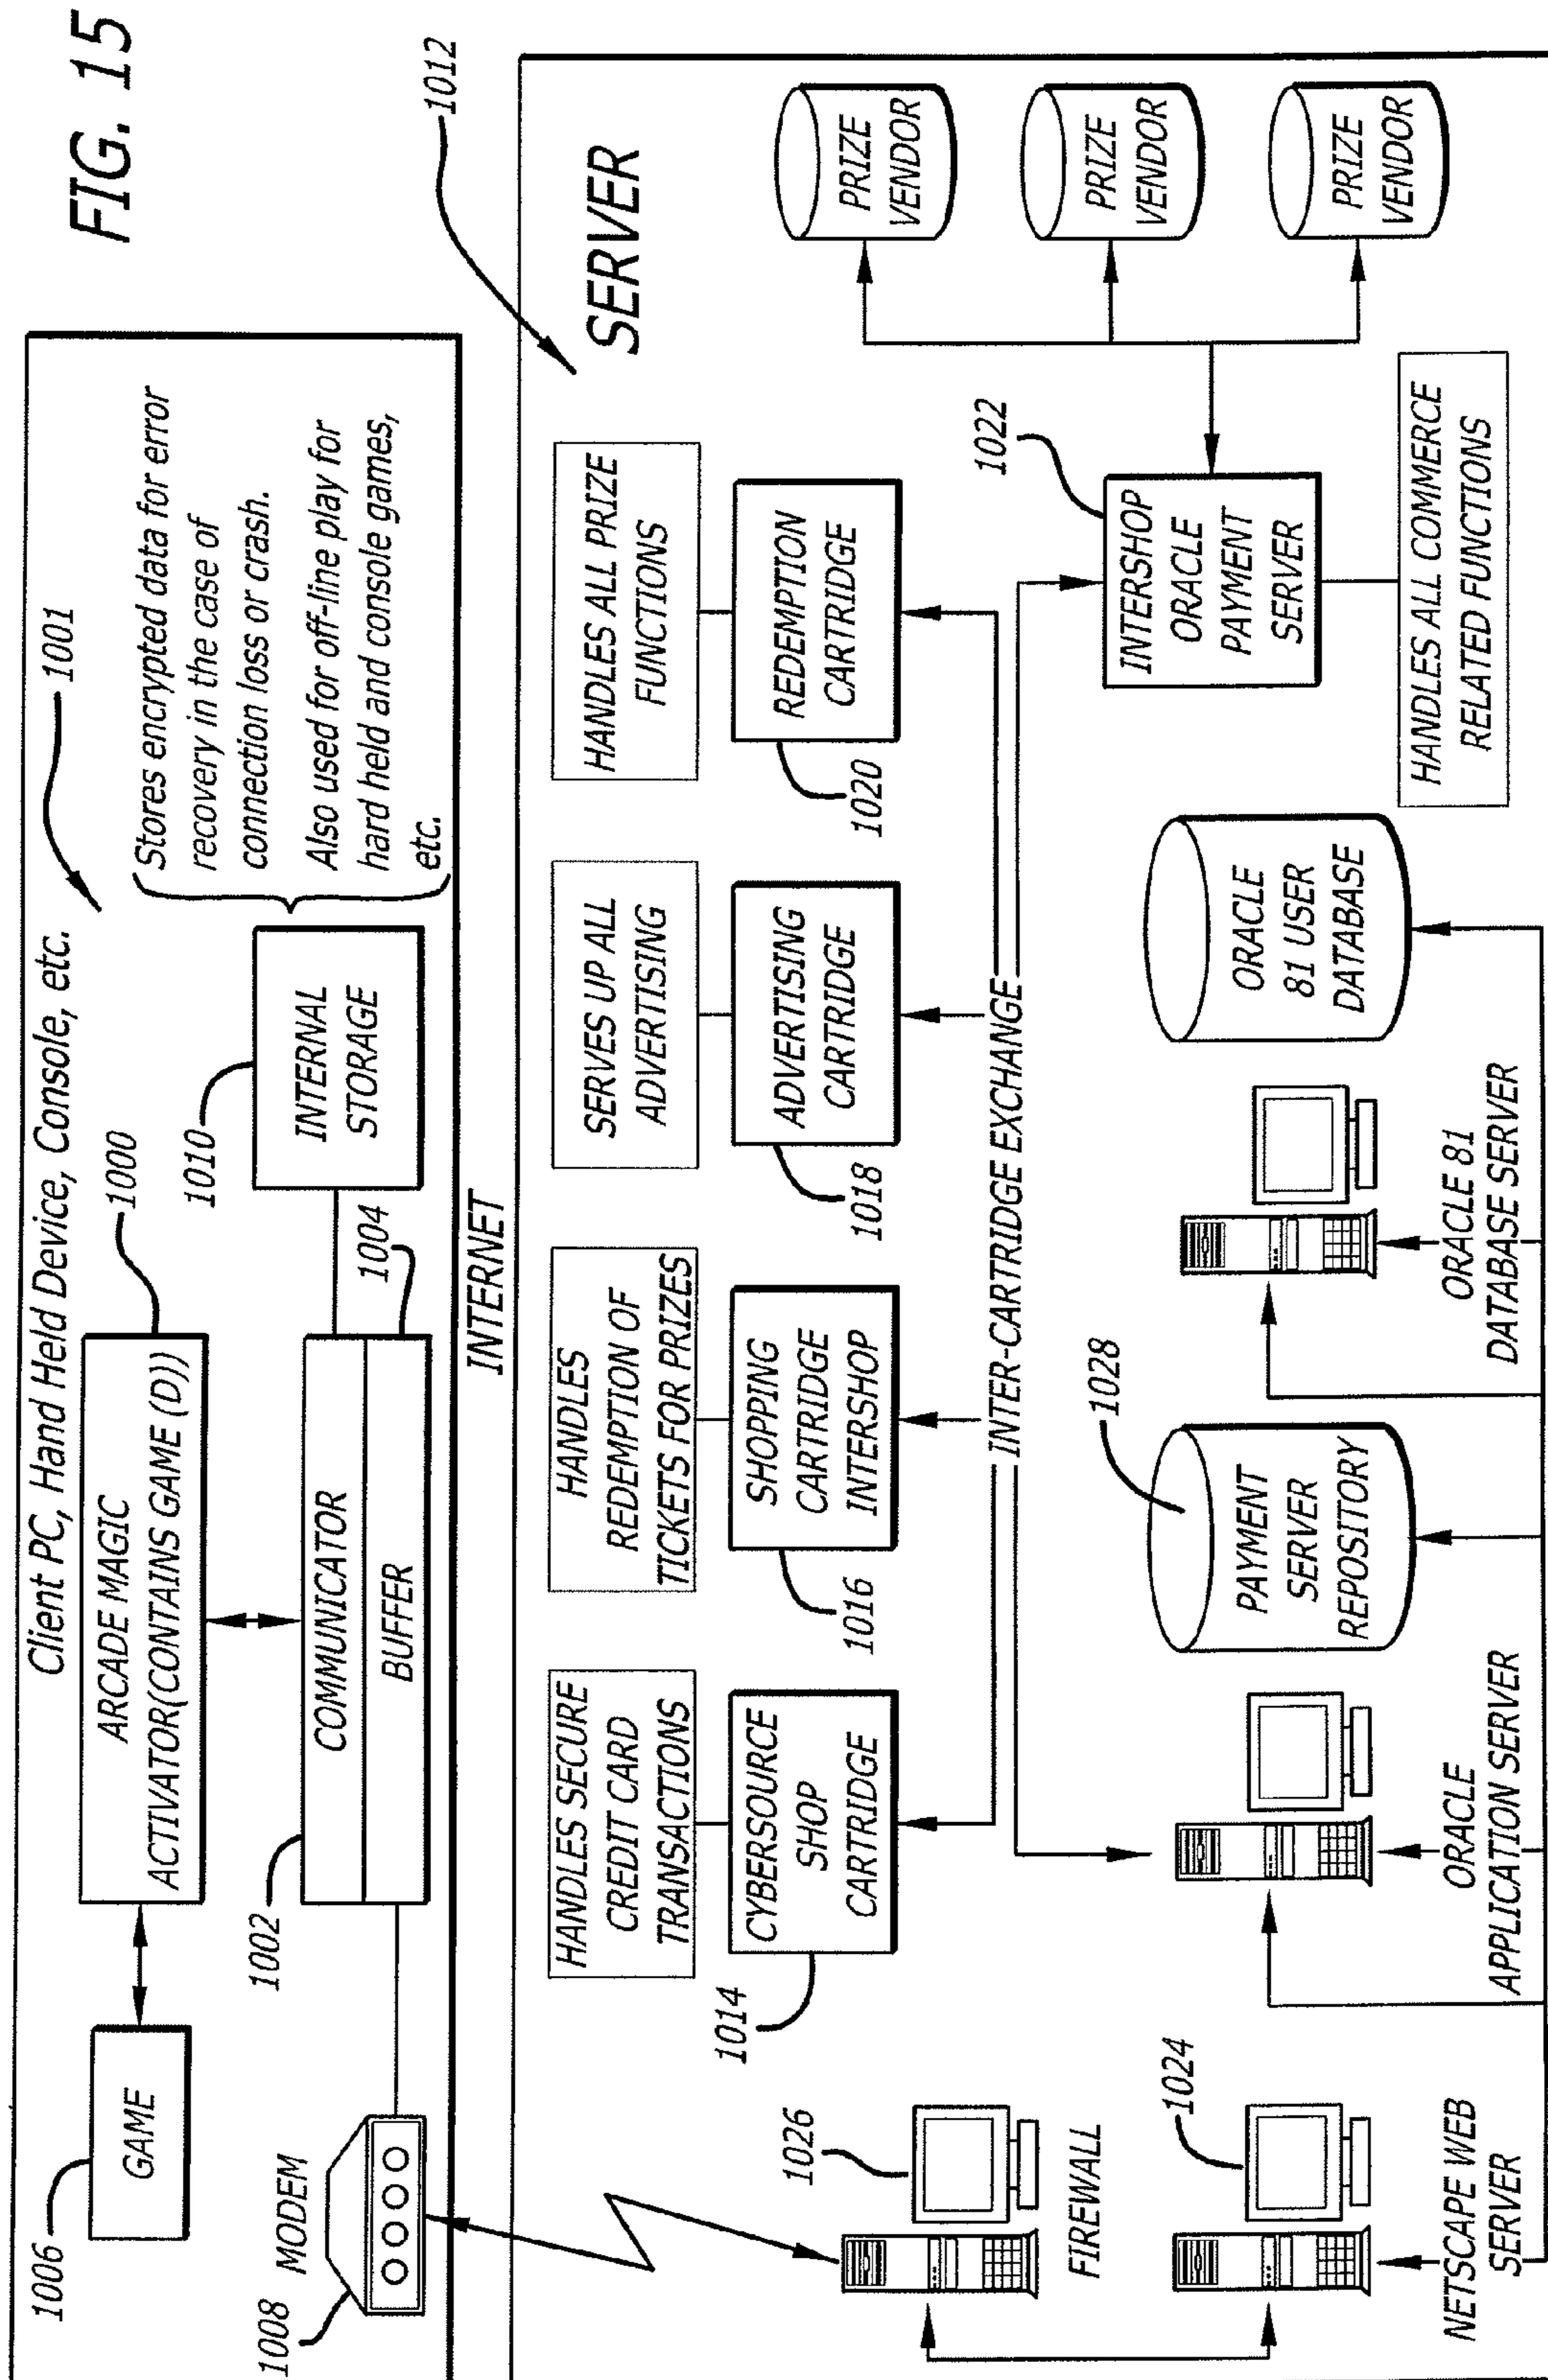 FIG. 15
Client PC, Hand Held Device, Console, etc.
1001
1006
GAME
ARCADE MAGIC
ACTIVATOR(CONTAINS GAME (D))
1000
1010
INTERNAL
STORAGE
Stores encrypted data for error
recovery in the case of
connection loss or crash.
Also used for off-line play for
hard held and console games,
etc.
1008
MODEM
1002
COMMUNICATOR
BUFFER
1004
INTERNET
1012
SERVER
HANDLES SECURE
CREDIT CARD
TRANSACTIONS
HANDLES
REDEMPTION OF
TICKETS FOR PRIZES
SERVES UP ALL
ADVERTISING
HANDLES ALL PRIZE
FUNCTIONS
1014
CYBERSOURCE
SHOP
CARTRIDGE
1016
SHOPPING
CARTRIDGE
INTERSHOP
1018
ADVERTISING
CARTRIDGE
1020
REDEMPTION
CARTRIDGE
PRIZE
VENDOR
PRIZE
VENDOR
PRIZE
VENDOR
INTER-CARTRIDGE EXCHANGE
1026
FIREWALL
1024
NETSCAPE WEB
SERVER
ORACLE
APPLICATION SERVER
1028
PAYMENT
SERVER
REPOSITORY
ORACLE 81
DATABASE SERVER
ORACLE
81 USER
DATABASE
1022
INTERSHOP
ORACLE
PAYMENT
SERVER
HANDLES ALL COMMERCE
RELATED FUNCTIONS